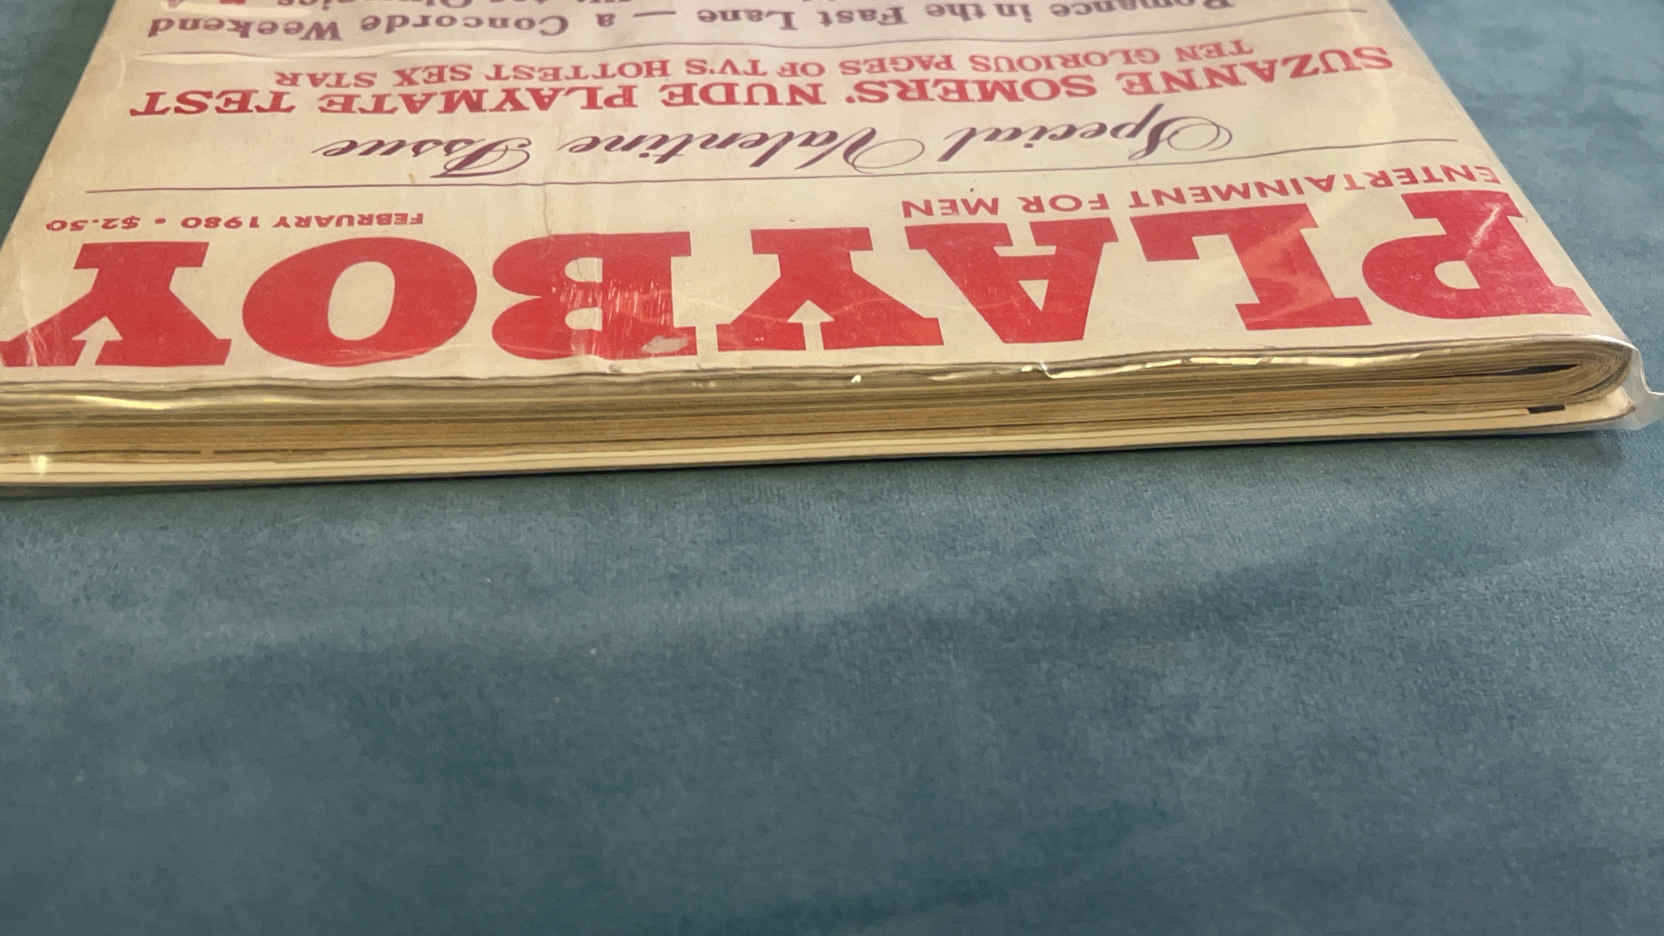 PLAYBOY
ENTERTAINMENT FOR MEN
FEBRUARY 1980 • $2.50
Special Valentine Issue
SUZANNE SOMERS' NUDE PLAYMATE TEST
TEN GLORIOUS PAGES OF TV'S HOTTEST SEX STAR
Romance in the Fast Lane — a Concorde Weekend